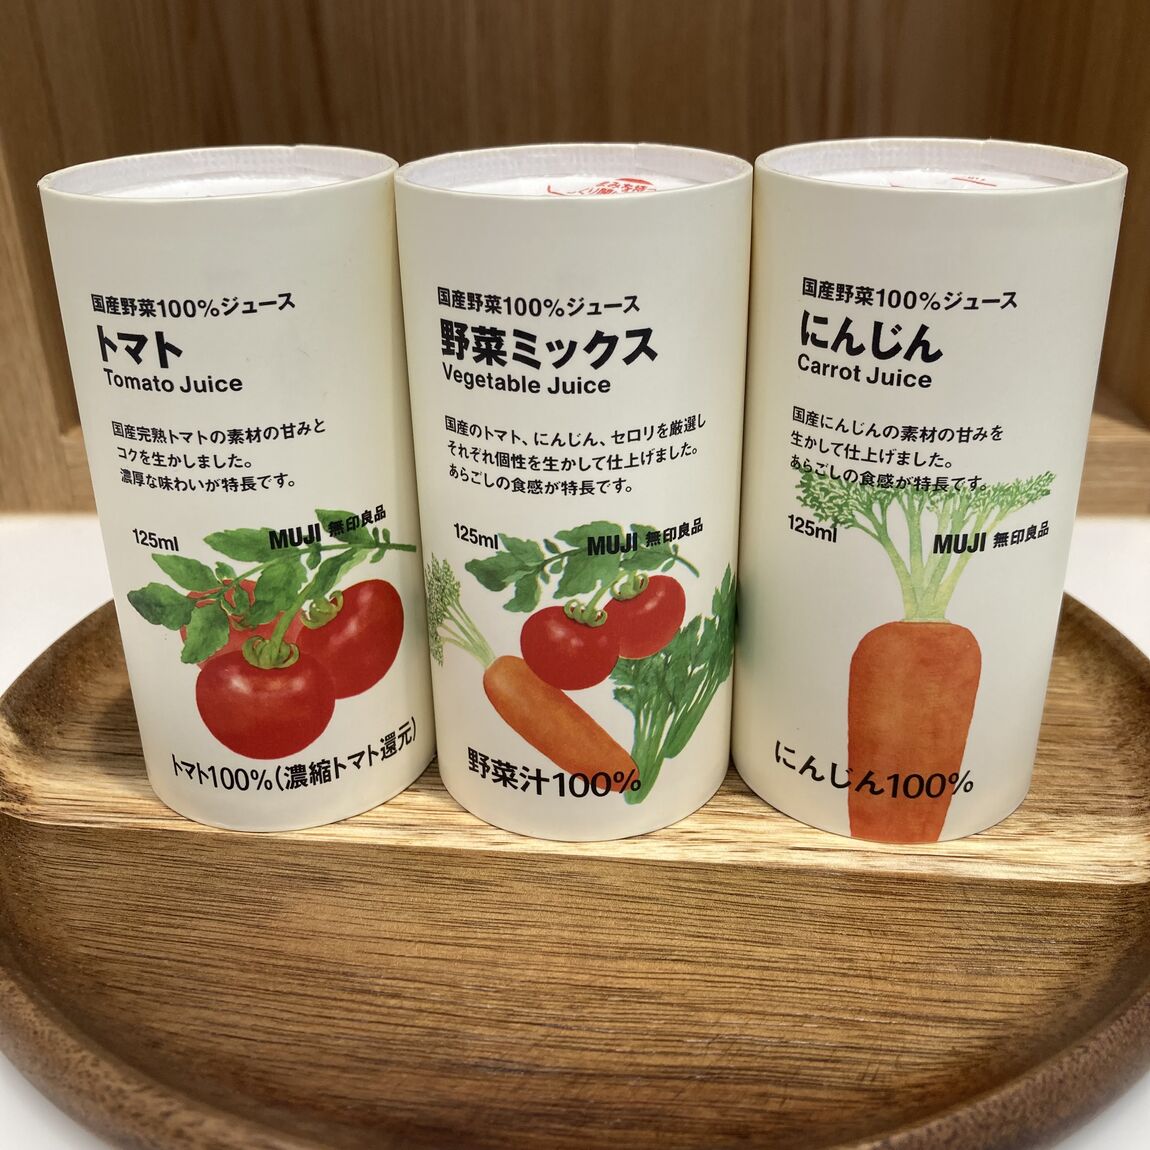 国産野菜100%ジュース
トマト
Tomato Juice
国産完熟トマトの素材の甘みと
コクを生かしました。
濃厚な味わいが特長です。
125ml
MUJI 無印良品
トマト100%(濃縮トマト還元)
国産野菜100%ジュース
野菜ミックス
Vegetable Juice
国産のトマト、にんじん、セロリを厳選し
それぞれ個性を生かして仕上げました。
あらごしの食感が特長です。
125ml
MUJI 無印良品
野菜汁100%
国産野菜100%ジュース
にんじん
Carrot Juice
国産にんじんの素材の甘みを
生かして仕上げました。
あらごしの食感が特長です。
125ml
MUJI 無印良品
にんじん100%